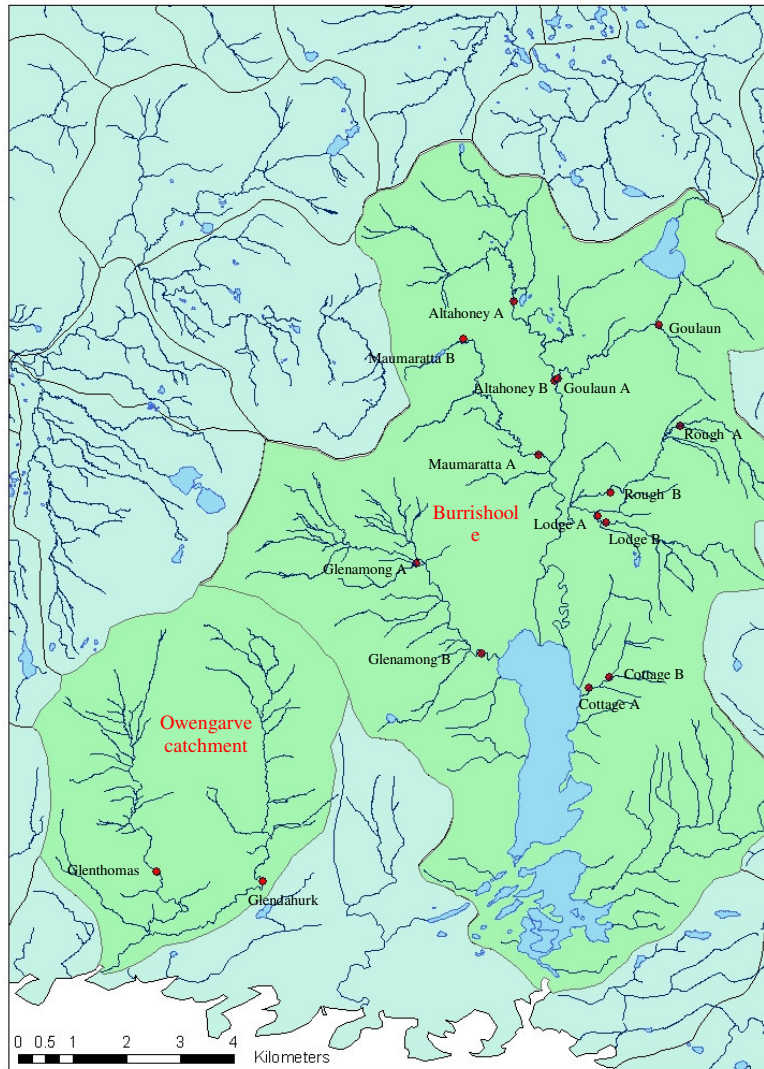 Altahoney A
Goulaun
Maumaratta B
Altahoney B
Goulaun A
Rough A
Maumaratta A
Rough B
Burrishool
e
Lodge A
Lodge B
Glenamong A
Glenamong B
Cottage B
Cottage A
Owengarve
catchment
Glenthomas
Glendahurk
0 0.5 1 2 3 4
Kilometers